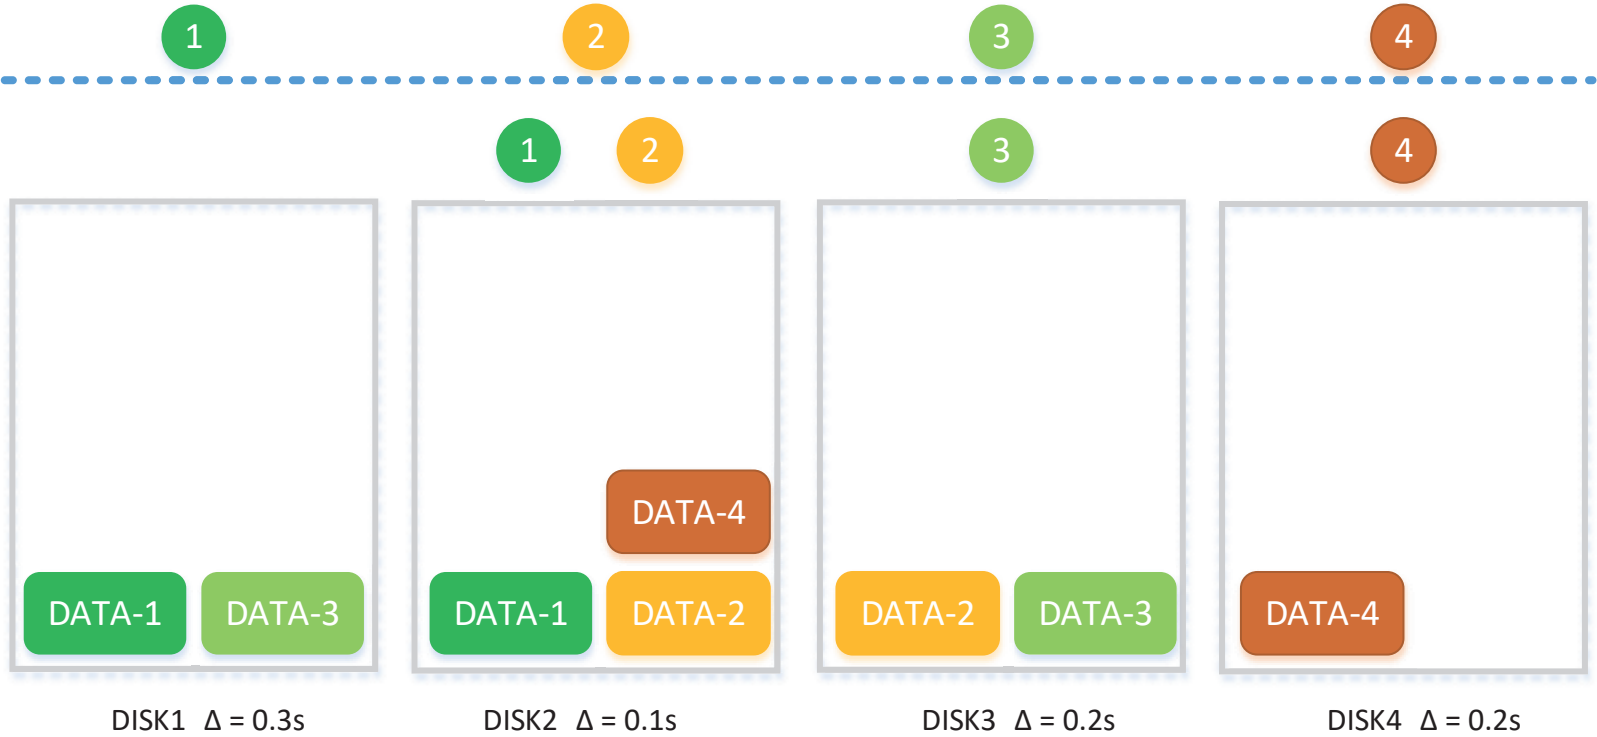 1 2 3 4
1 2 3 4
DATA-4
DATA-1 DATA-3 DATA-1 DATA-2 DATA-2 DATA-3 DATA-4
DISK1 Δ = 0.3s DISK2 Δ = 0.1s DISK3 Δ = 0.2s DISK4 Δ = 0.2s